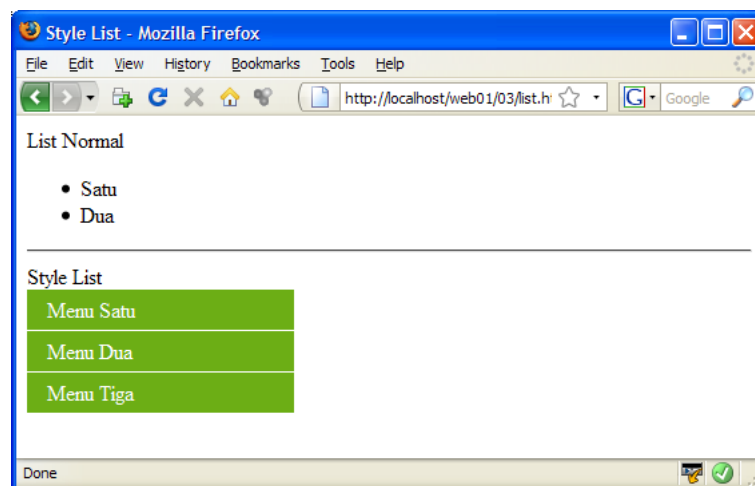 Style List - Mozilla Firefox
File Edit View History Bookmarks Tools Help
http://localhost/web01/03/list.h G Google
List Normal
• Satu
• Dua
Style List
Menu Satu
Menu Dua
Menu Tiga
Done